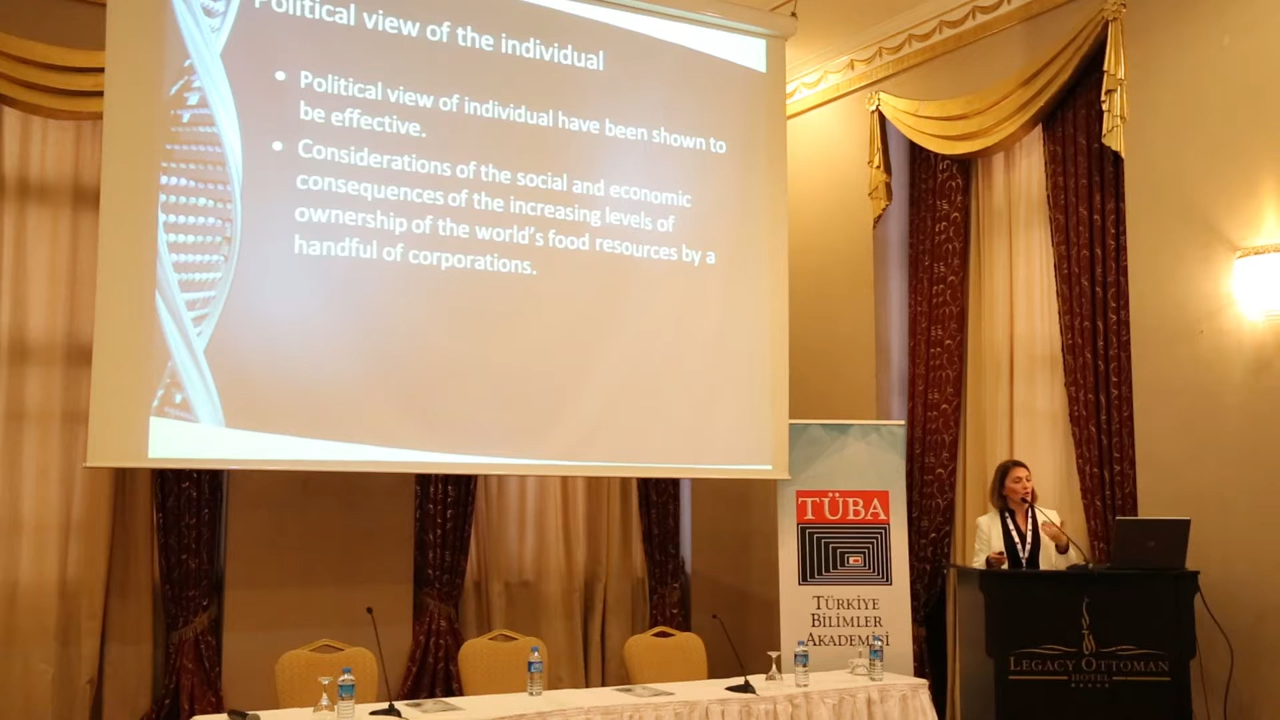 Political view of the individual
• Political view of individual have been shown to
be effective.
• Considerations of the social and economic
consequences of the increasing levels of
ownership of the world's food resources by a
handful of corporations.
TÜBA
TÜRKİYE
BİLİMLER
AKADEMİSİ
LEGACY OTTOMAN
HOTEL